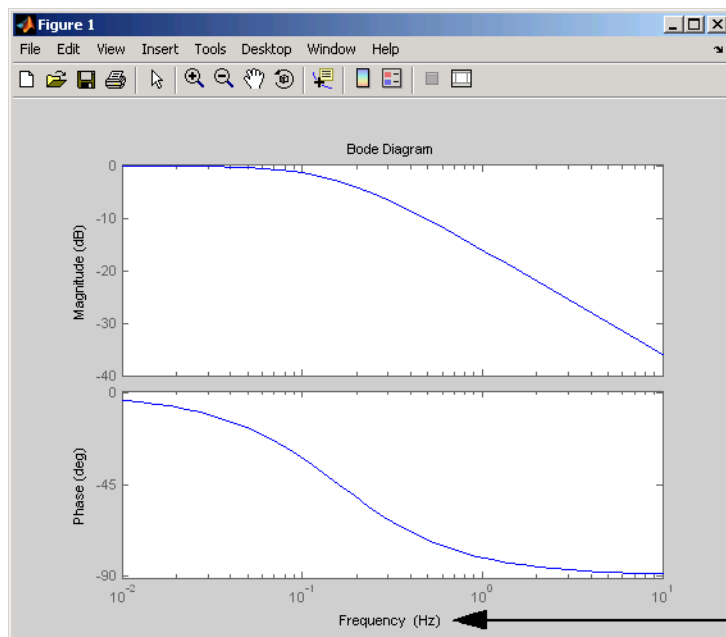 Figure 1
File Edit View Insert Tools Desktop Window Help
Bode Diagram
Magnitude (dB)
0
-10
-20
-30
-40
Phase (deg)
0
-45
-90
10^-2 10^-1 10^0 10^1
Frequency (Hz)